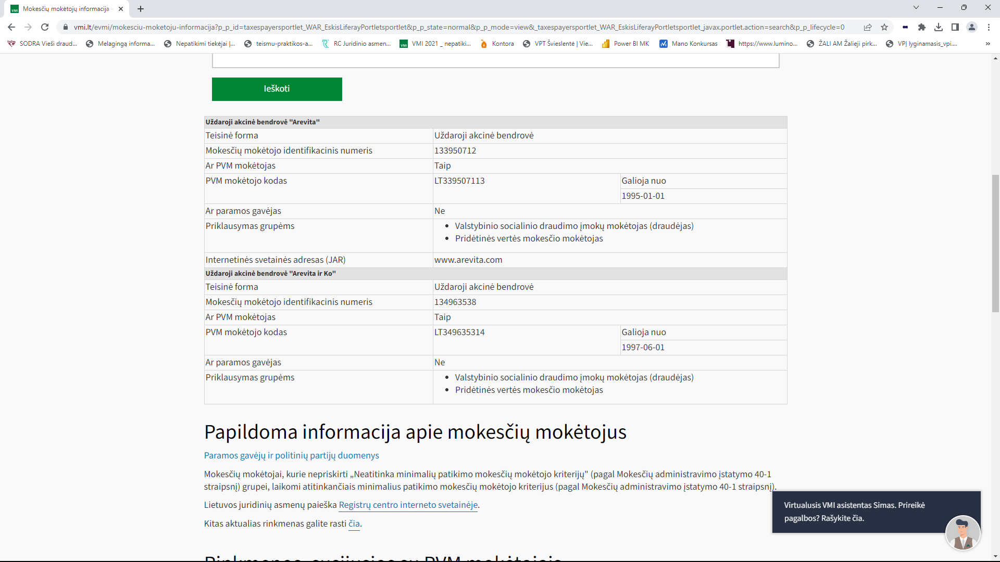 Mokesčių mokėtojų informacija -
vmi.lt/evmi/mokesciu-moketoju-informacija?p_p_id=taxespayersportlet_WAR_EskisLiferayPortletsportlet&p_p_state=normal&p_p_mode=view&_taxespayersportlet_WAR_EskisLiferayPortletsportlet_javax.portlet.action=search&p_p_lifecycle=0
SODRA Vieši draud... Melagingą informa... Nepatikimi tiekėjai |... teismu-praktikos-a... RC Juridinio asmen... VMI 2021 _ nepatiki... Kontora VPT Švieslentė | Vie... Power BI MK Mano Konkursas https://www.lumino... ŽALI AM Žalieji pirk... VPĮ lyginamasis_vpi.... »
Ieškoti
Uždaroji akcinė bendrovė "Arevita"
Teisinė forma Uždaroji akcinė bendrovė
Mokesčių mokėtojo identifikacinis numeris 133950712
Ar PVM mokėtojas Taip
PVM mokėtojo kodas LT339507113 Galioja nuo
1995-01-01
Ar paramos gavėjas Ne
Priklausymas grupėms • Valstybinio socialinio draudimo įmokų mokėtojas (draudėjas)
• Pridėtinės vertės mokesčio mokėtojas
Internetinės svetainės adresas (JAR) www.arevita.com
Uždaroji akcinė bendrovė "Arevita ir Ko"
Teisinė forma Uždaroji akcinė bendrovė
Mokesčių mokėtojo identifikacinis numeris 134963538
Ar PVM mokėtojas Taip
PVM mokėtojo kodas LT349635314 Galioja nuo
1997-06-01
Ar paramos gavėjas Ne
Priklausymas grupėms • Valstybinio socialinio draudimo įmokų mokėtojas (draudėjas)
• Pridėtinės vertės mokesčio mokėtojas
Papildoma informacija apie mokesčių mokėtojus
Paramos gavėjų ir politinių partijų duomenys
Mokesčių mokėtojai, kurie nepriskirti „Neatitinka minimalių patikimo mokesčių mokėtojo kriterijų" (pagal Mokesčių administravimo įstatymo 40-1
straipsnį) grupei, laikomi atitinkančiais minimalius patikimo mokesčių mokėtojo kriterijus (pagal Mokesčių administravimo įstatymo 40-1 straipsnį).
Lietuvos juridinių asmenų paieška Registrų centro interneto svetainėje.
Kitas aktualias rinkmenas galite rasti čia.
Virtualusis VMI asistentas Simas. Prireikė
pagalbos? Rašykite čia.
Rinkmenos, susijusios su PVM mokėtojais